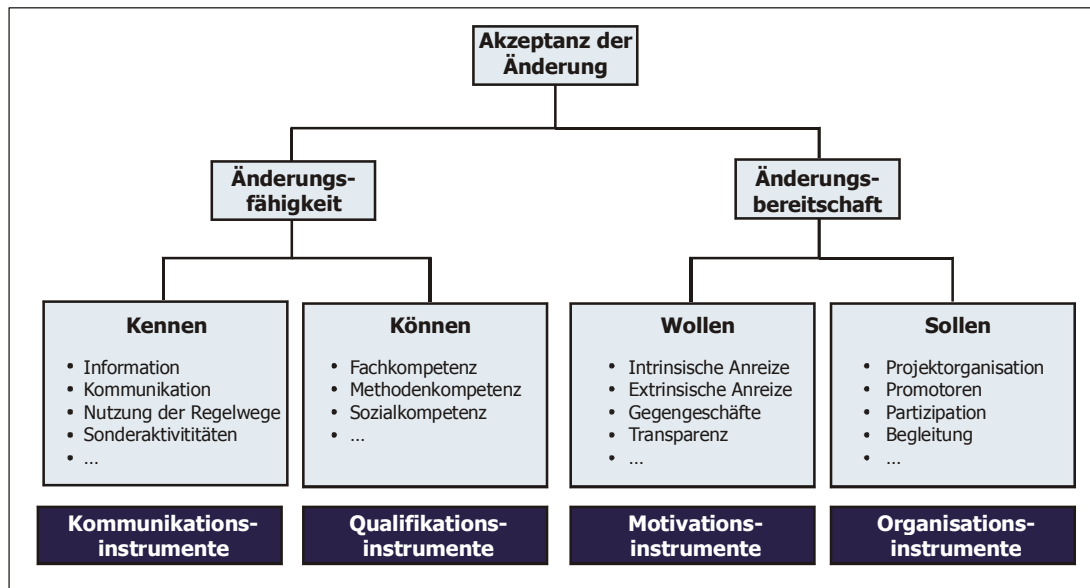 Akzeptanz der
Änderung
Änderungs-
fähigkeit
Änderungs-
bereitschaft
Kennen
• Information
• Kommunikation
• Nutzung der Regelwege
• Sonderaktivititäten
• ...
Können
• Fachkompetenz
• Methodenkompetenz
• Sozialkompetenz
• ...
Wollen
• Intrinsische Anreize
• Extrinsische Anreize
• Gegengeschäfte
• Transparenz
• ...
Sollen
• Projektorganisation
• Promotoren
• Partizipation
• Begleitung
• ...
Kommunikations-
instrumente
Qualifikations-
instrumente
Motivations-
instrumente
Organisations-
instrumente